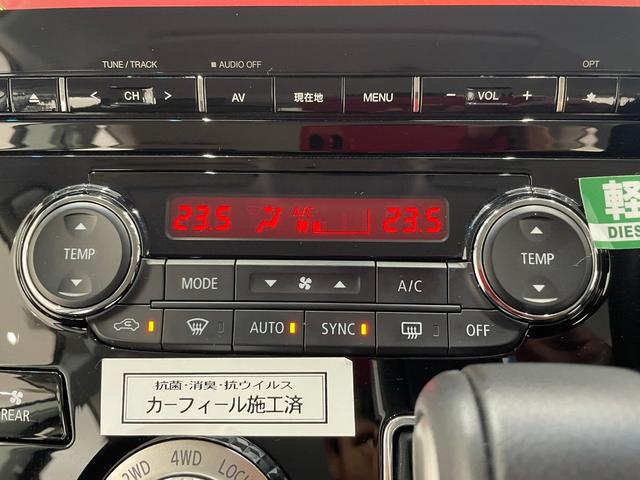 TUNE / TRACK
AUDIO OFF
OPT
< CH >
AV
現在地
MENU
− VOL +
23.5
A/C
23.5
TEMP
TEMP
MODE
A/C
AUTO
SYNC
OFF
軽
DIES
REAR
抗菌・消臭・抗ウイルス
カーフィール施工済
2WD
4WD
LOC